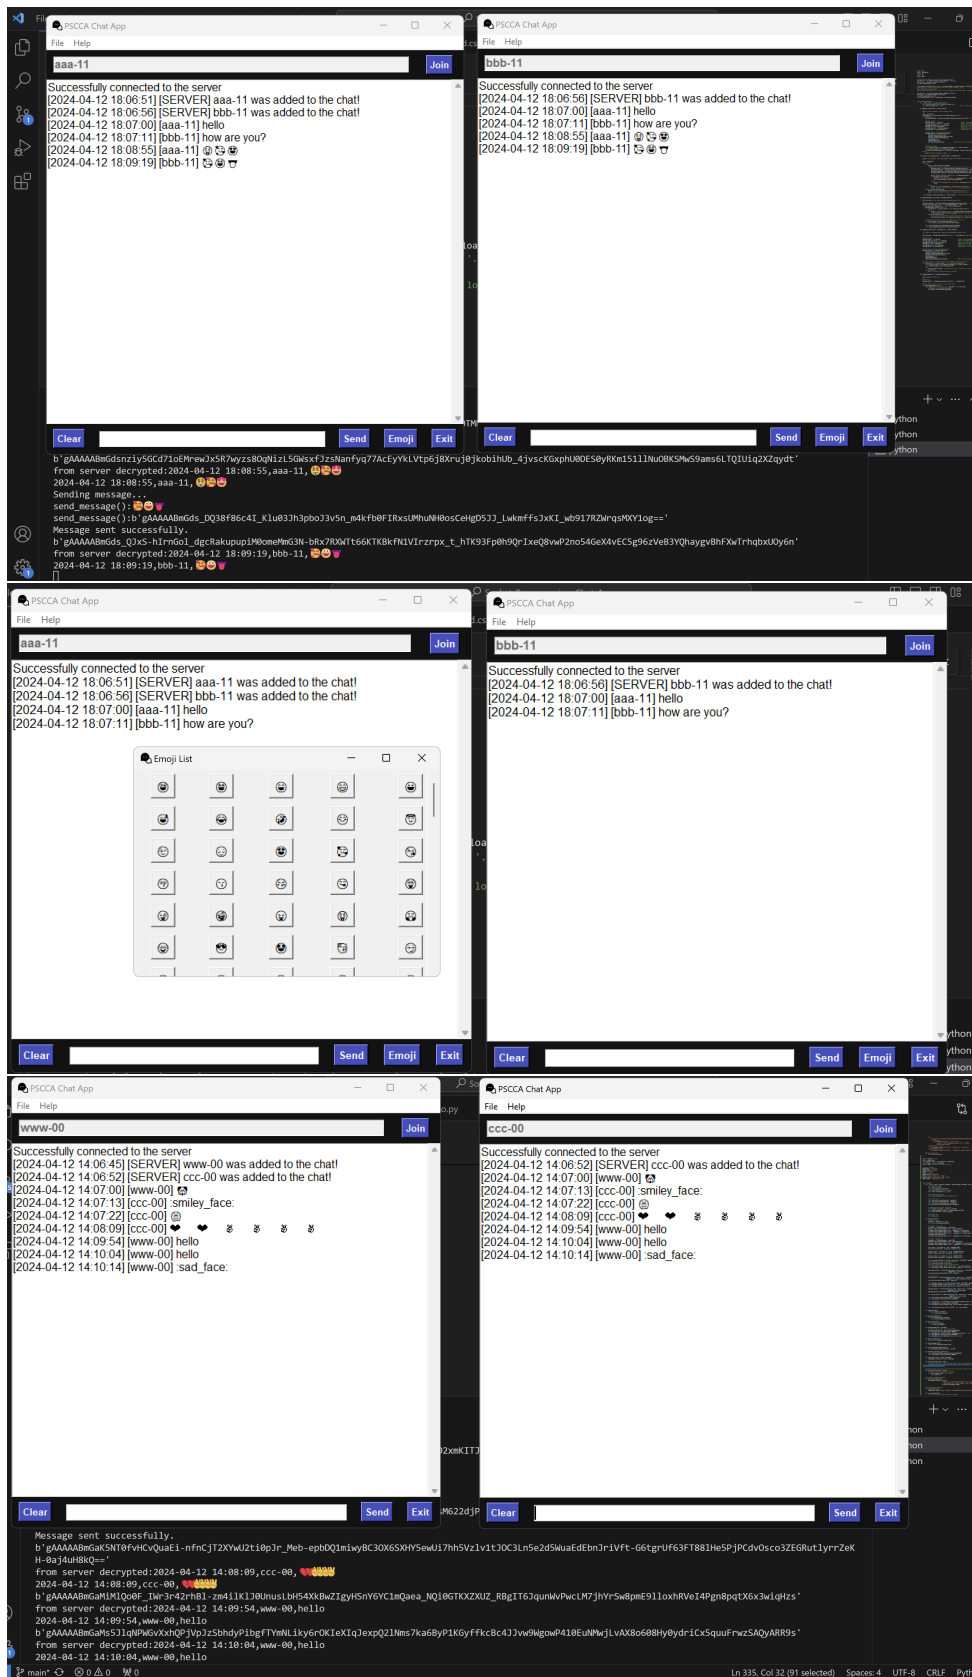 PSCCA Chat App
File Help
aaa-11
Join
Successfully connected to the server
[2024-04-12 18:06:51] [SERVER] aaa-11 was added to the chat!
[2024-04-12 18:06:56] [SERVER] bbb-11 was added to the chat!
[2024-04-12 18:07:00] [aaa-11] hello
[2024-04-12 18:07:11] [bbb-11] how are you?
[2024-04-12 18:08:55] [aaa-11]
[2024-04-12 18:09:19] [bbb-11]
Clear Send Emoji Exit
PSCCA Chat App
File Help
bbb-11
Join
Successfully connected to the server
[2024-04-12 18:06:56] [SERVER] bbb-11 was added to the chat!
[2024-04-12 18:07:00] [aaa-11] hello
[2024-04-12 18:07:11] [bbb-11] how are you?
[2024-04-12 18:08:55] [aaa-11]
[2024-04-12 18:09:19] [bbb-11]
Clear Send Emoji Exit
from server decrypted:2024-04-12 18:08:55,aaa-11,
2024-04-12 18:08:55,aaa-11,
Sending message...
send_message():
Message sent successfully.
from server decrypted:2024-04-12 18:09:19,bbb-11,
2024-04-12 18:09:19,bbb-11,
PSCCA Chat App
File Help
aaa-11
Join
Successfully connected to the server
[2024-04-12 18:06:51] [SERVER] aaa-11 was added to the chat!
[2024-04-12 18:06:56] [SERVER] bbb-11 was added to the chat!
[2024-04-12 18:07:00] [aaa-11] hello
[2024-04-12 18:07:11] [bbb-11] how are you?
Emoji List
Clear Send Emoji Exit
PSCCA Chat App
File Help
bbb-11
Join
Successfully connected to the server
[2024-04-12 18:06:56] [SERVER] bbb-11 was added to the chat!
[2024-04-12 18:07:00] [aaa-11] hello
[2024-04-12 18:07:11] [bbb-11] how are you?
Clear Send Emoji Exit
PSCCA Chat App
File Help
www-00
Join
Successfully connected to the server
[2024-04-12 14:06:45] [SERVER] www-00 was added to the chat!
[2024-04-12 14:06:52] [SERVER] ccc-00 was added to the chat!
[2024-04-12 14:07:00] [www-00]
[2024-04-12 14:07:13] [ccc-00] :smiley_face:
[2024-04-12 14:07:22] [ccc-00]
[2024-04-12 14:08:09] [ccc-00]
[2024-04-12 14:09:54] [www-00] hello
[2024-04-12 14:10:04] [www-00] hello
[2024-04-12 14:10:14] [www-00] :sad_face:
Clear Send Exit
PSCCA Chat App
File Help
ccc-00
Join
Successfully connected to the server
[2024-04-12 14:06:52] [SERVER] ccc-00 was added to the chat!
[2024-04-12 14:07:00] [www-00]
[2024-04-12 14:07:13] [ccc-00] :smiley_face:
[2024-04-12 14:07:22] [ccc-00]
[2024-04-12 14:08:09] [ccc-00]
[2024-04-12 14:09:54] [www-00] hello
[2024-04-12 14:10:04] [www-00] hello
[2024-04-12 14:10:14] [www-00] :sad_face:
Clear Send Exit
Message sent successfully.
from server decrypted:2024-04-12 14:08:09,ccc-00,
2024-04-12 14:08:09,ccc-00,
from server decrypted:2024-04-12 14:09:54,www-00,hello
2024-04-12 14:09:54,www-00,hello
from server decrypted:2024-04-12 14:10:04,www-00,hello
2024-04-12 14:10:04,www-00,hello
main* 0 0 0 Ln 335, Col 32 (91 selected) Spaces: 4 UTF-8 CRLF